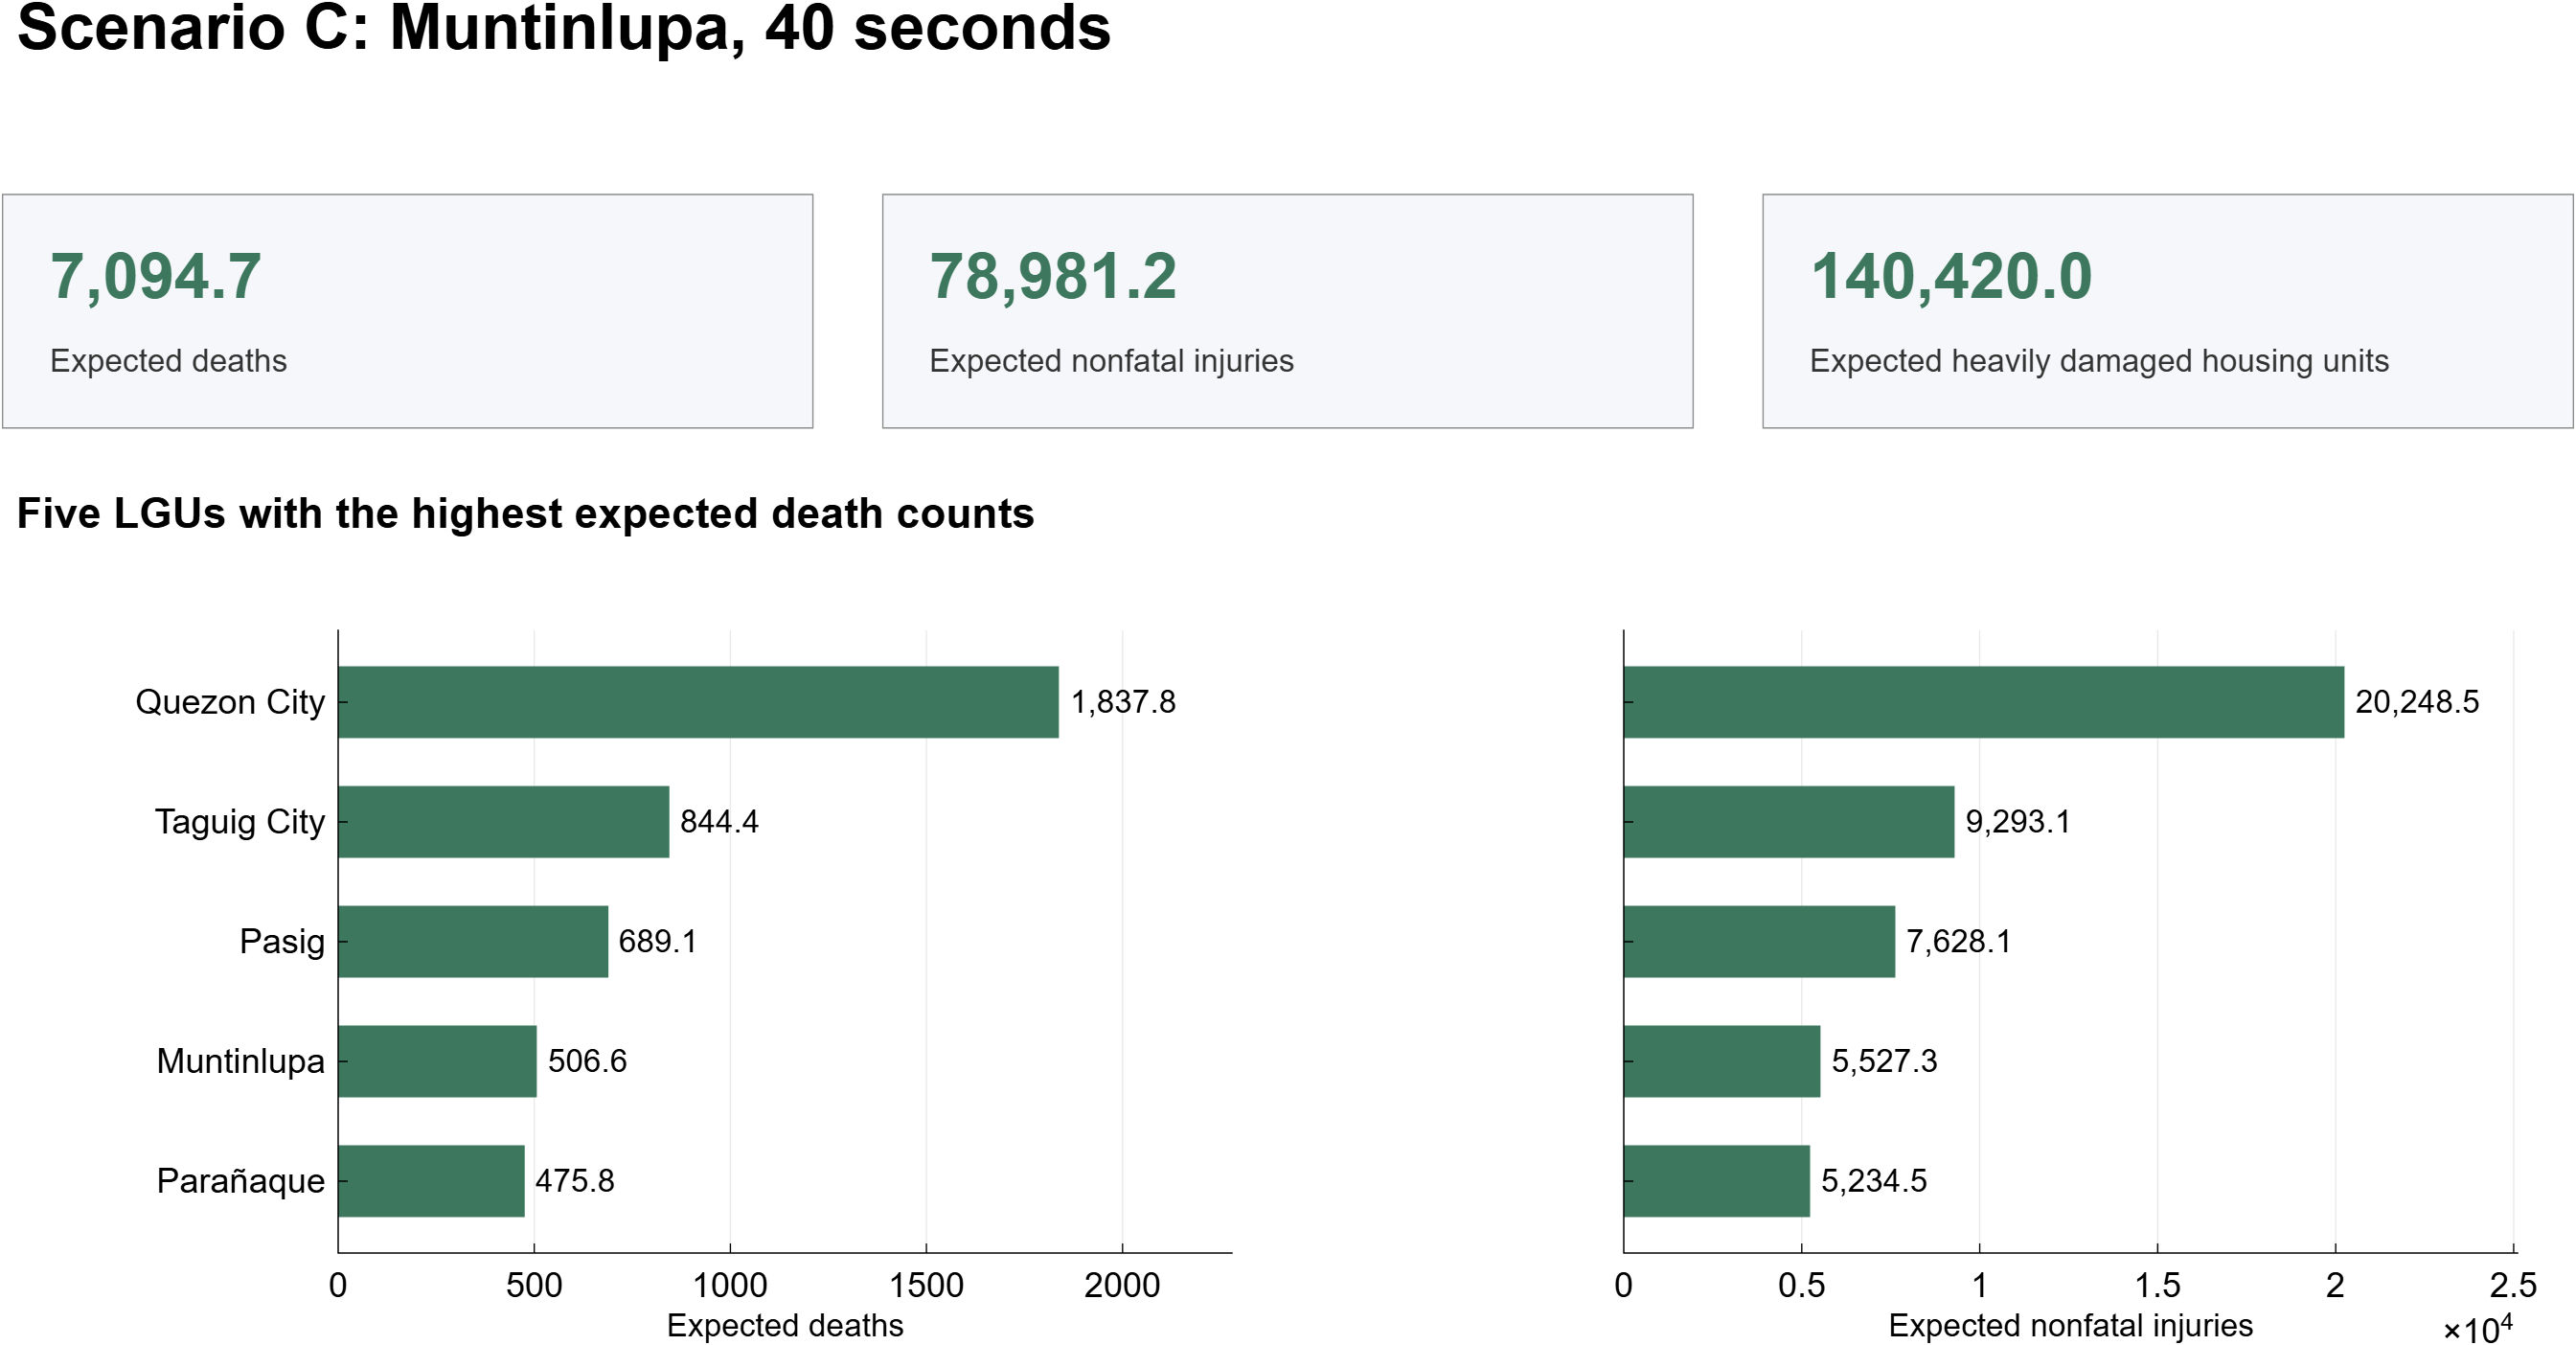 Scenario C: Muntinlupa, 40 seconds
7,094.7
Expected deaths
78,981.2
Expected nonfatal injuries
140,420.0
Expected heavily damaged housing units
Five LGUs with the highest expected death counts
Quezon City
1,837.8
Taguig City
844.4
Pasig
689.1
Muntinlupa
506.6
Parañaque
475.8
0 500 1000 1500 2000
Expected deaths
20,248.5
9,293.1
7,628.1
5,527.3
5,234.5
0 0.5 1 1.5 2 2.5
Expected nonfatal injuries
×10⁴